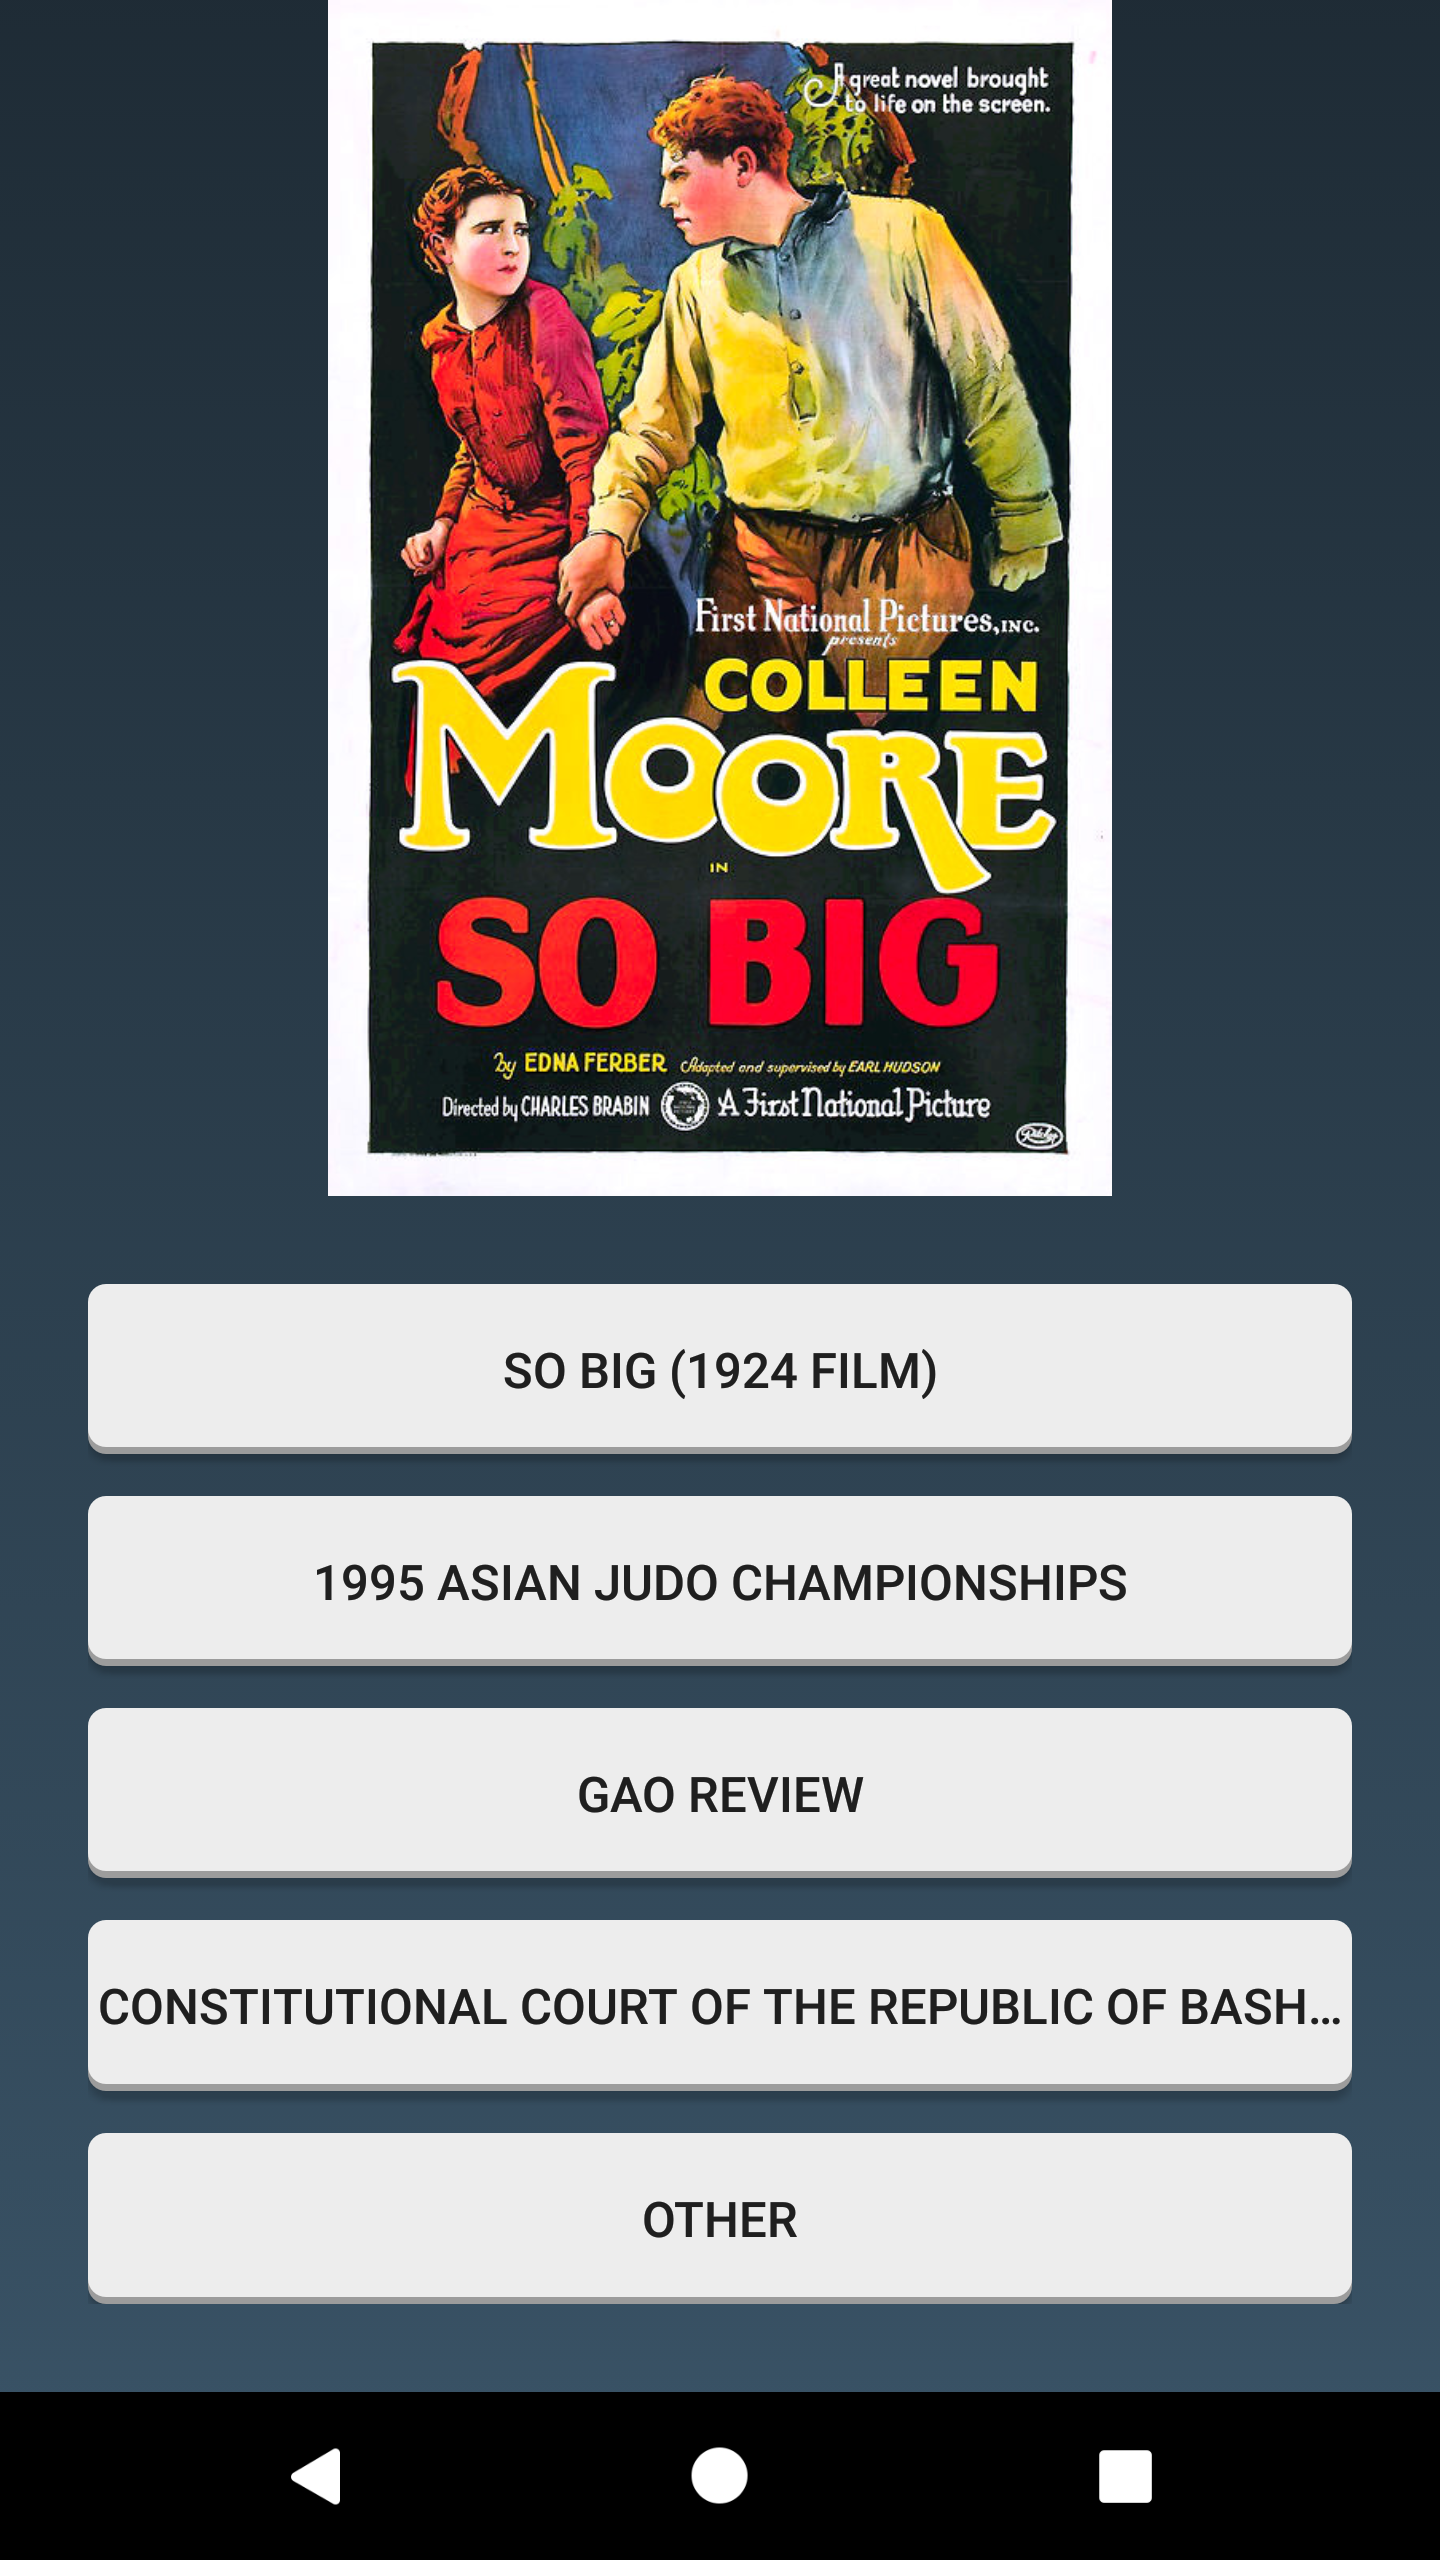 A great novel brought
to life on the screen.
First National Pictures, INC.
presents
COLLEEN
MOORE
IN
SO BIG
by EDNA FERBER Adapted and supervised by EARL HUDSON
Directed by CHARLES BRABIN A First National Picture
Ritchey
SO BIG (1924 FILM)
1995 ASIAN JUDO CHAMPIONSHIPS
GAO REVIEW
CONSTITUTIONAL COURT OF THE REPUBLIC OF BASH...
OTHER